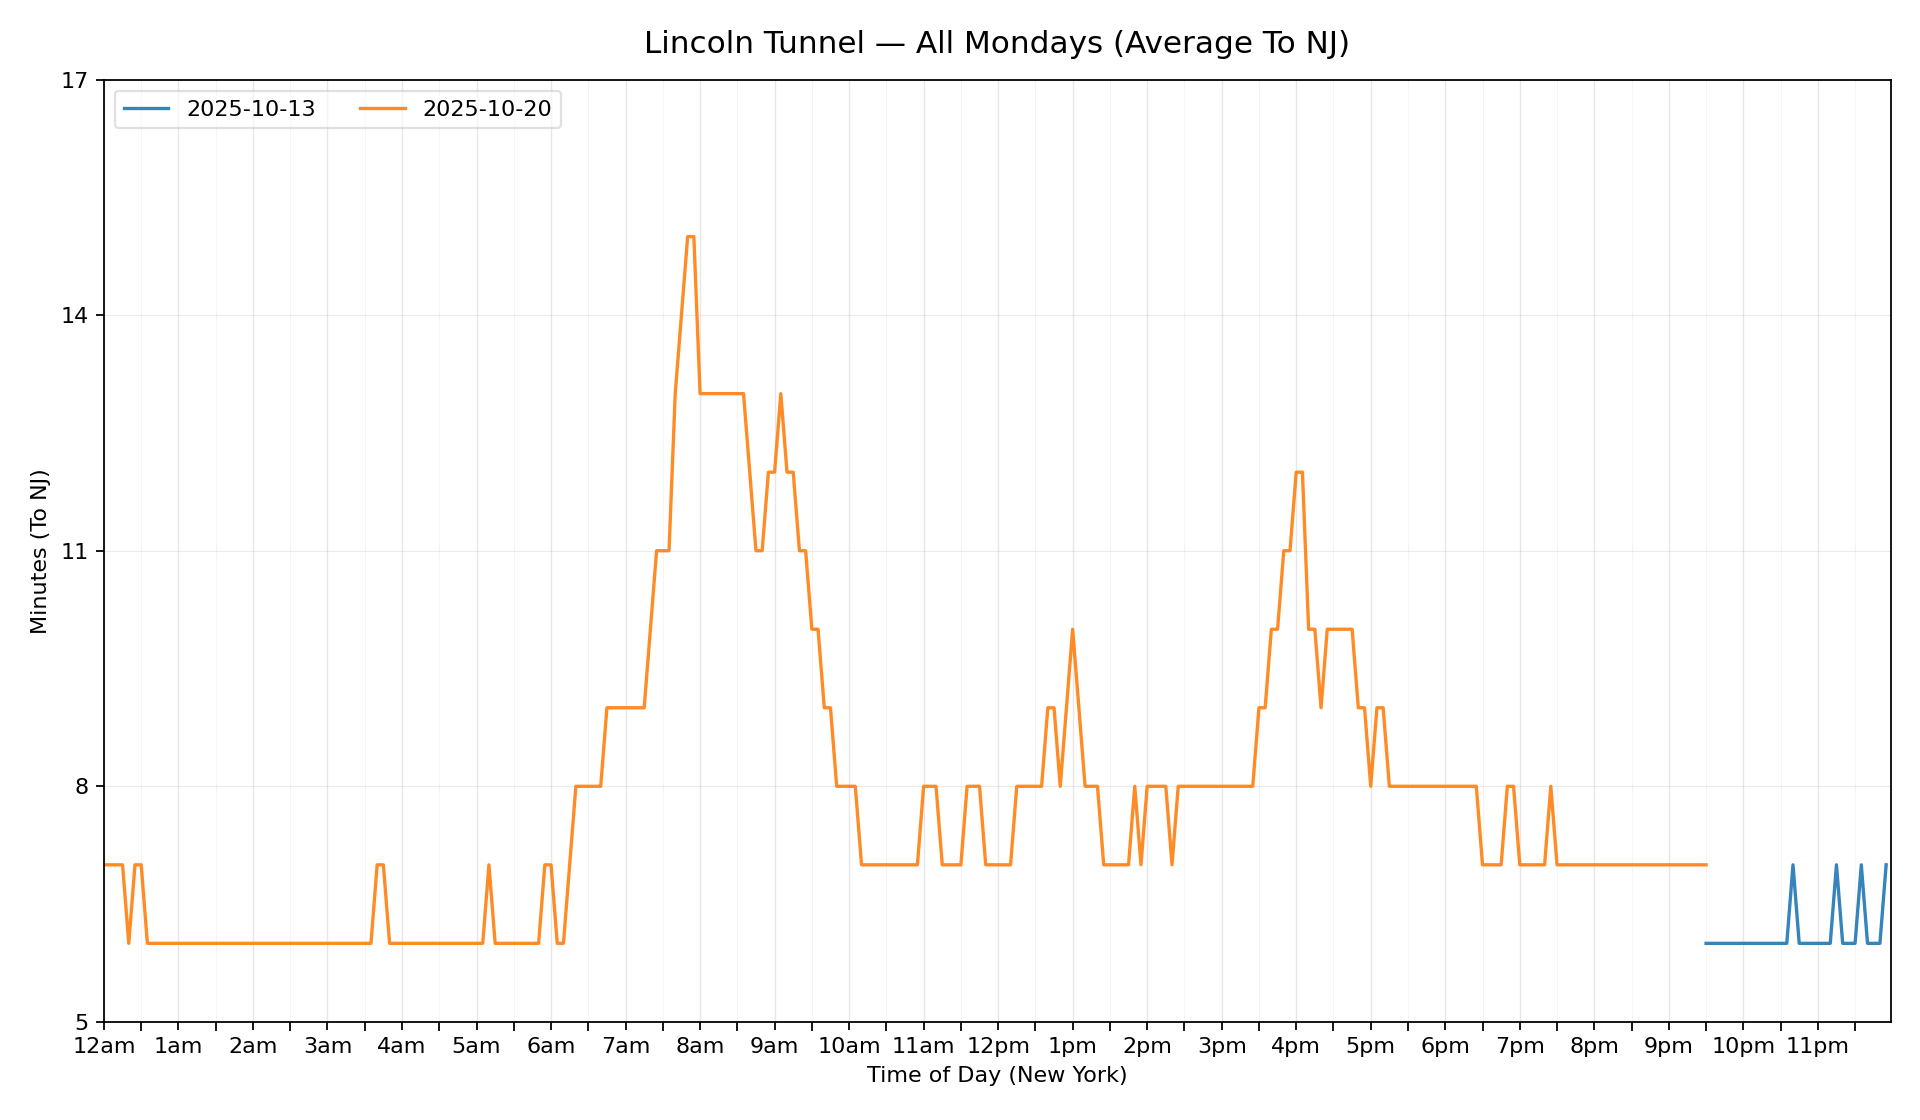 Lincoln Tunnel — All Mondays (Average To NJ)
2025-10-13 2025-10-20
Minutes (To NJ)
17
14
11
8
5
12am 1am 2am 3am 4am 5am 6am 7am 8am 9am 10am 11am 12pm 1pm 2pm 3pm 4pm 5pm 6pm 7pm 8pm 9pm 10pm 11pm
Time of Day (New York)